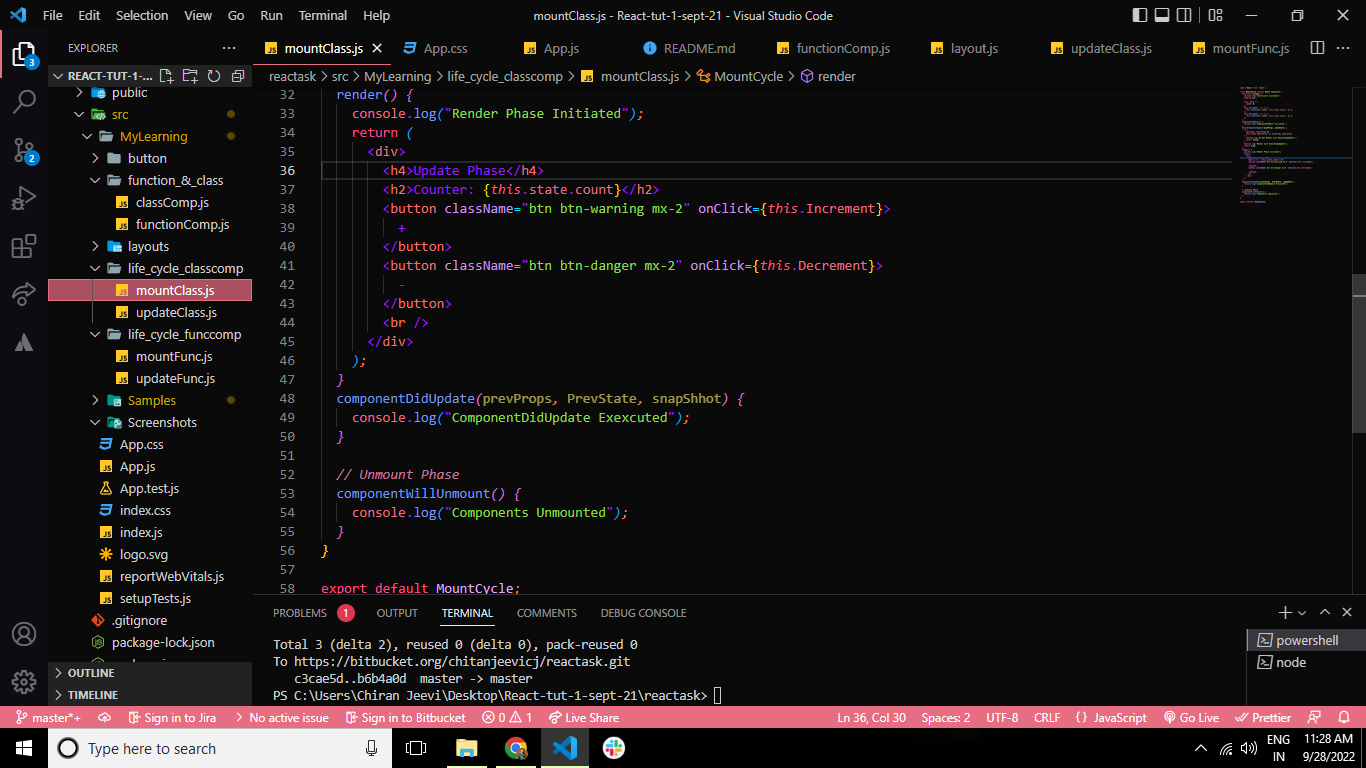 File Edit Selection View Go Run Terminal Help
mountClass.js - React-tut-1-sept-21 - Visual Studio Code
EXPLORER
mountClass.js
App.css
App.js
README.md
functionComp.js
layout.js
updateClass.js
mountFunc.js
REACT-TUT-1-...
reactask > src > MyLearning > life_cycle_classcomp > mountClass.js > MountCycle > render
public
src
MyLearning
button
function_&_class
classComp.js
functionComp.js
layouts
life_cycle_classcomp
mountClass.js
updateClass.js
life_cycle_funccomp
mountFunc.js
updateFunc.js
Samples
Screenshots
App.css
App.js
App.test.js
index.css
index.js
logo.svg
reportWebVitals.js
setupTests.js
.gitignore
package-lock.json
OUTLINE
TIMELINE
3
2
32 render() {
33 console.log("Render Phase Initiated");
34 return (
35 <div>
36 <h4>Update Phase</h4>
37 <h2>Counter: {this.state.count}</h2>
38 <button className="btn btn-warning mx-2" onClick={this.Increment}>
39 +
40 </button>
41 <button className="btn btn-danger mx-2" onClick={this.Decrement}>
42 -
43 </button>
44 <br />
45 </div>
46 );
47 }
48 componentDidUpdate(prevProps, PrevState, snapShhot) {
49 console.log("ComponentDidUpdate Exexcuted");
50 }
51
52 // Unmount Phase
53 componentWillUnmount() {
54 console.log("Components Unmounted");
55 }
56 }
57
58 export default MountCycle;
PROBLEMS 1 OUTPUT TERMINAL COMMENTS DEBUG CONSOLE
Total 3 (delta 2), reused 0 (delta 0), pack-reused 0
To https://bitbucket.org/chitanjeevicj/reactask.git
c3cae5d..b6b4a0d master -> master
PS C:\Users\Chiran Jeevi\Desktop\React-tut-1-sept-21\reactask>
powershell
node
master*+ Sign in to Jira No active issue Sign in to Bitbucket 0 1 Live Share
Ln 36, Col 30 Spaces: 2 UTF-8 CRLF {} JavaScript Go Live Prettier
Type here to search
ENG
IN
11:28 AM
9/28/2022